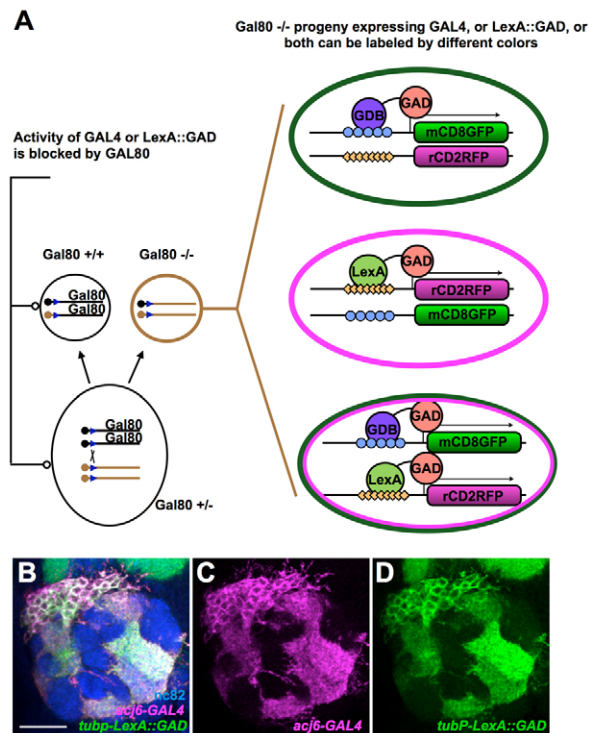 A
Gal80 -/- progeny expressing GAL4, or LexA::GAD, or
both can be labeled by different colors
Activity of GAL4 or LexA::GAD
is blocked by GAL80
Gal80 +/+
Gal80 -/-
Gal80
Gal80
Gal80
Gal80
Gal80 +/-
GDB
GAD
mCD8GFP
rCD2RFP
LexA
GAD
rCD2RFP
mCD8GFP
GDB
GAD
mCD8GFP
LexA
GAD
rCD2RFP
B
nc82
acj6-GAL4
tubp-LexA::GAD
C
acj6-GAL4
D
tubP-LexA::GAD